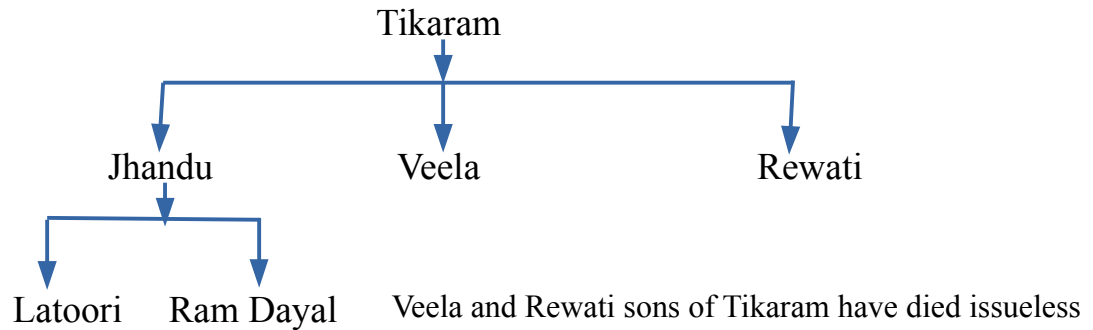 Tikaram
Jhandu Veela Rewati
Latoori Ram Dayal Veela and Rewati sons of Tikaram have died issueless